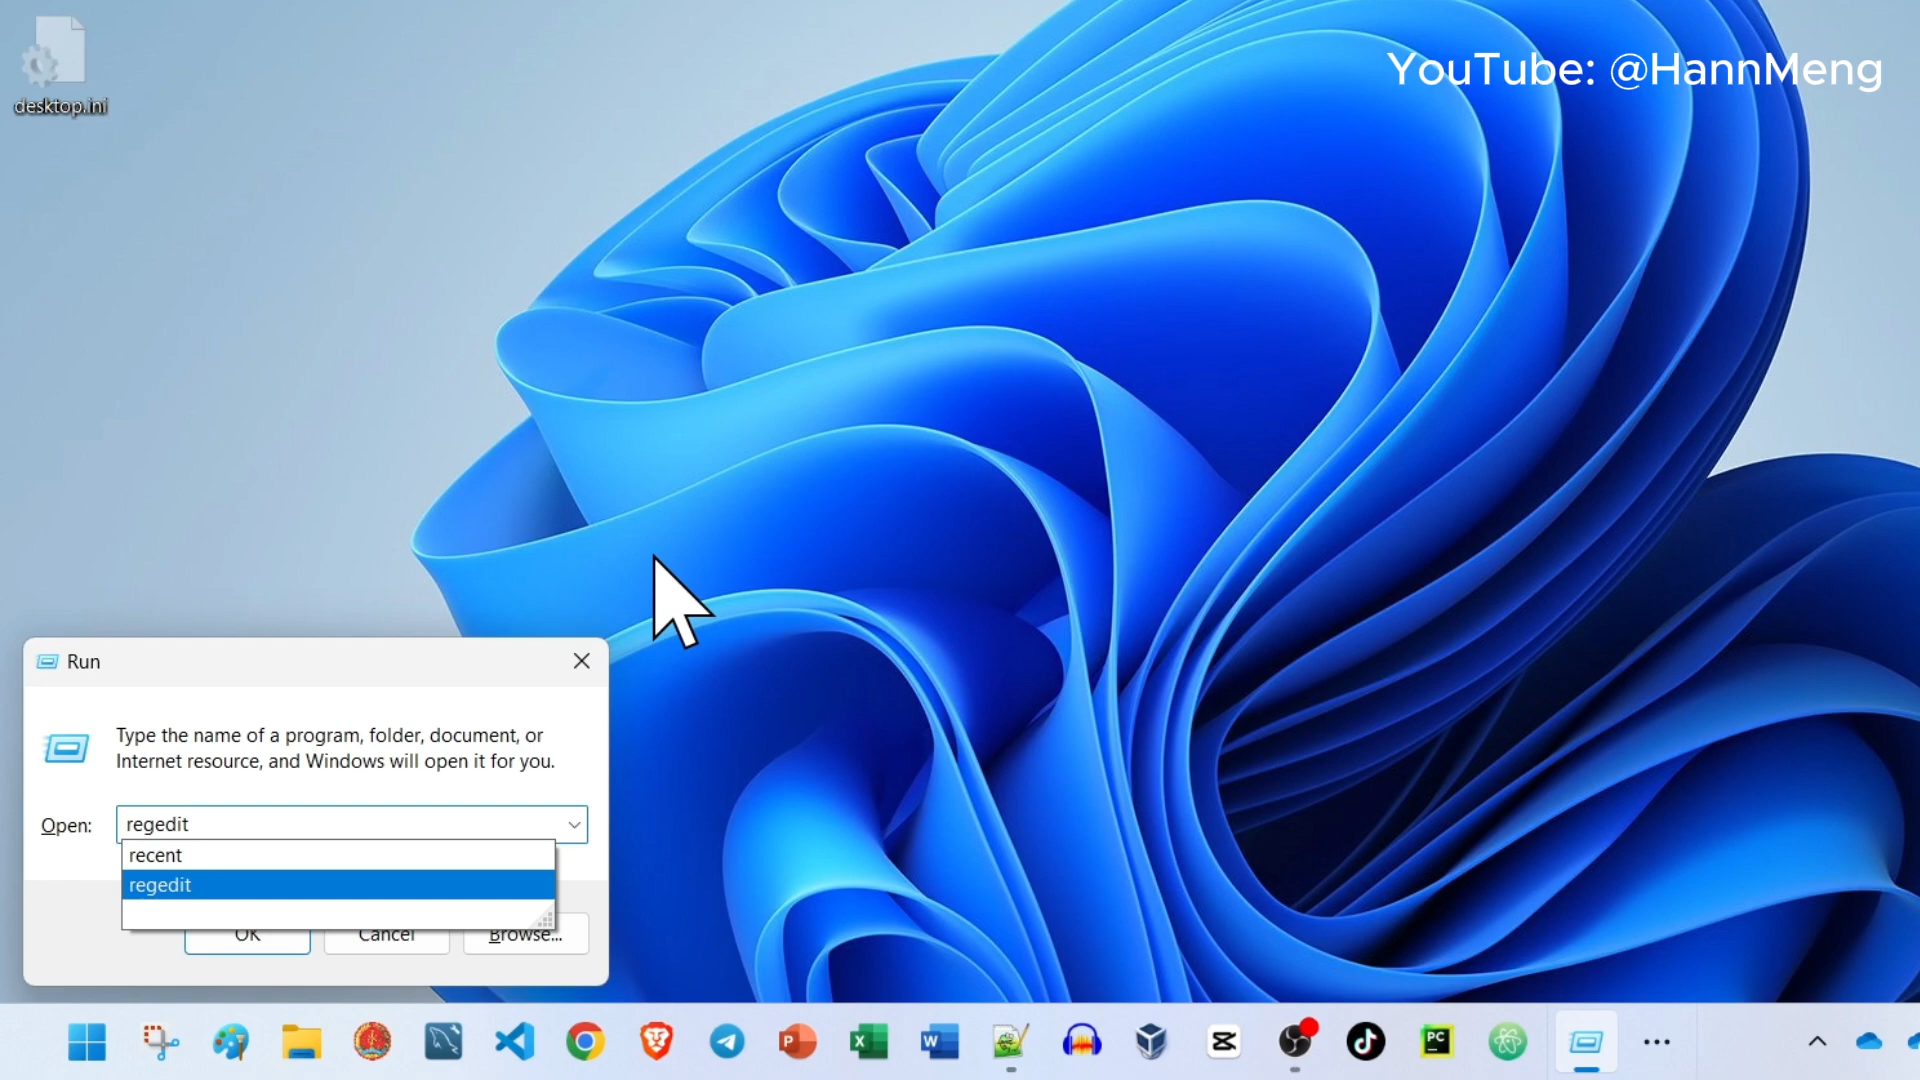 YouTube: @HannMeng
desktop.ini
Run
Type the name of a program, folder, document, or
Internet resource, and Windows will open it for you.
Open:
regedit
recent
regedit
OK
Cancel
Browse...
P
X
W
PC